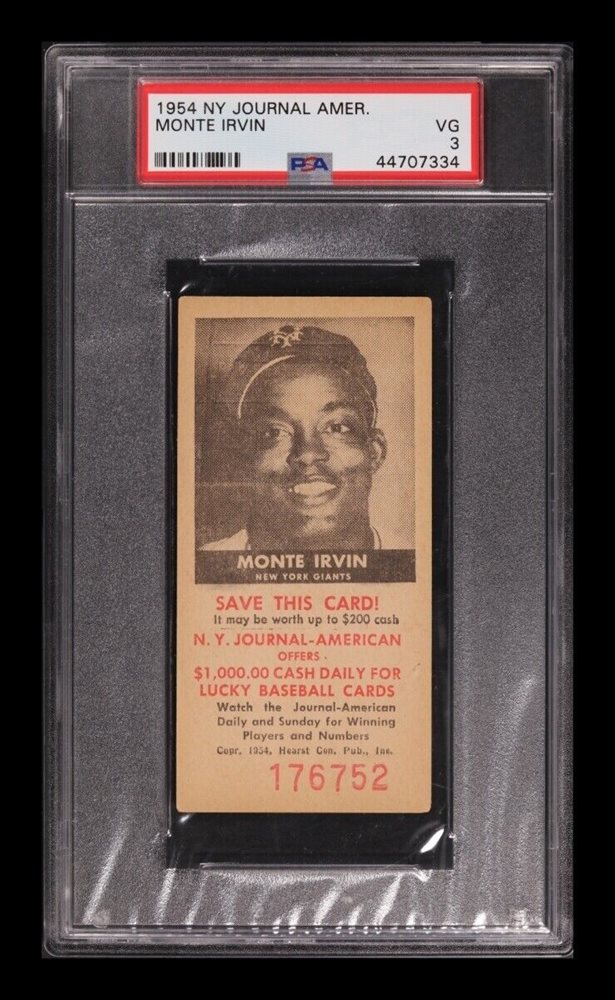 1954 NY JOURNAL AMER.
MONTE IRVIN VG
3
PSA 44707334
NY
MONTE IRVIN
NEW YORK GIANTS
SAVE THIS CARD!
It may be worth up to $200 cash
N. Y. JOURNAL-AMERICAN
OFFERS
$1,000.00 CASH DAILY FOR
LUCKY BASEBALL CARDS
Watch the Journal-American
Daily and Sunday for Winning
Players and Numbers
Copr. 1954, Hearst Con. Pub., Inc.
176752